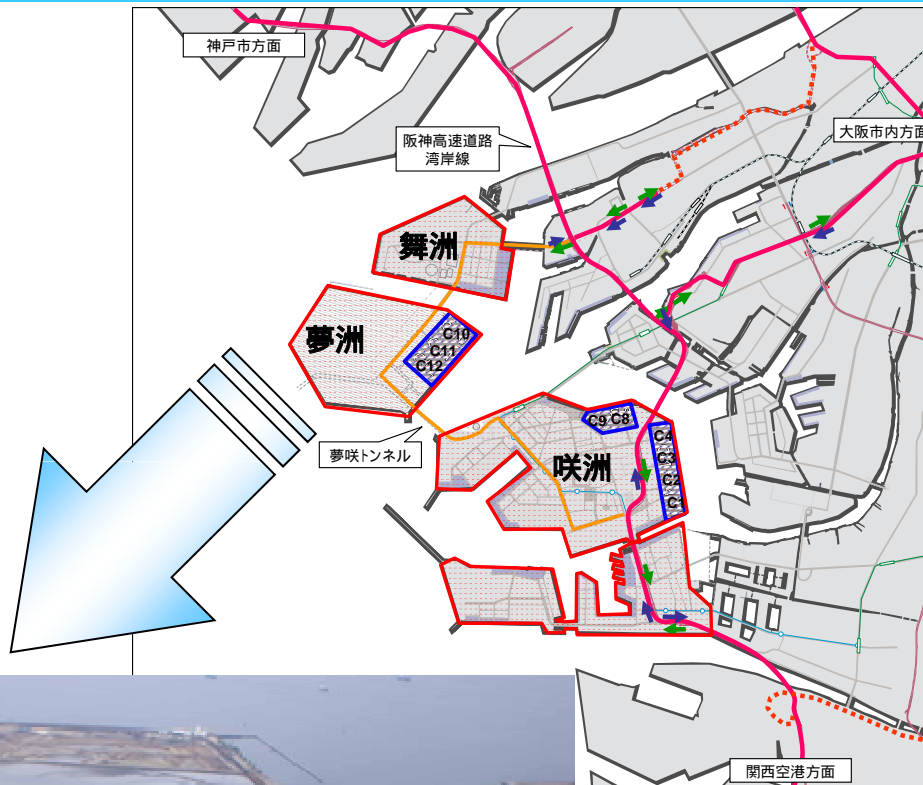 神戸市方面
阪神高速道路
湾岸線
大阪市内方面
舞洲
夢洲
C10
C11
C12
夢咲トンネル
C9 C8
咲洲
C4
C3
C2
C1
関西空港方面